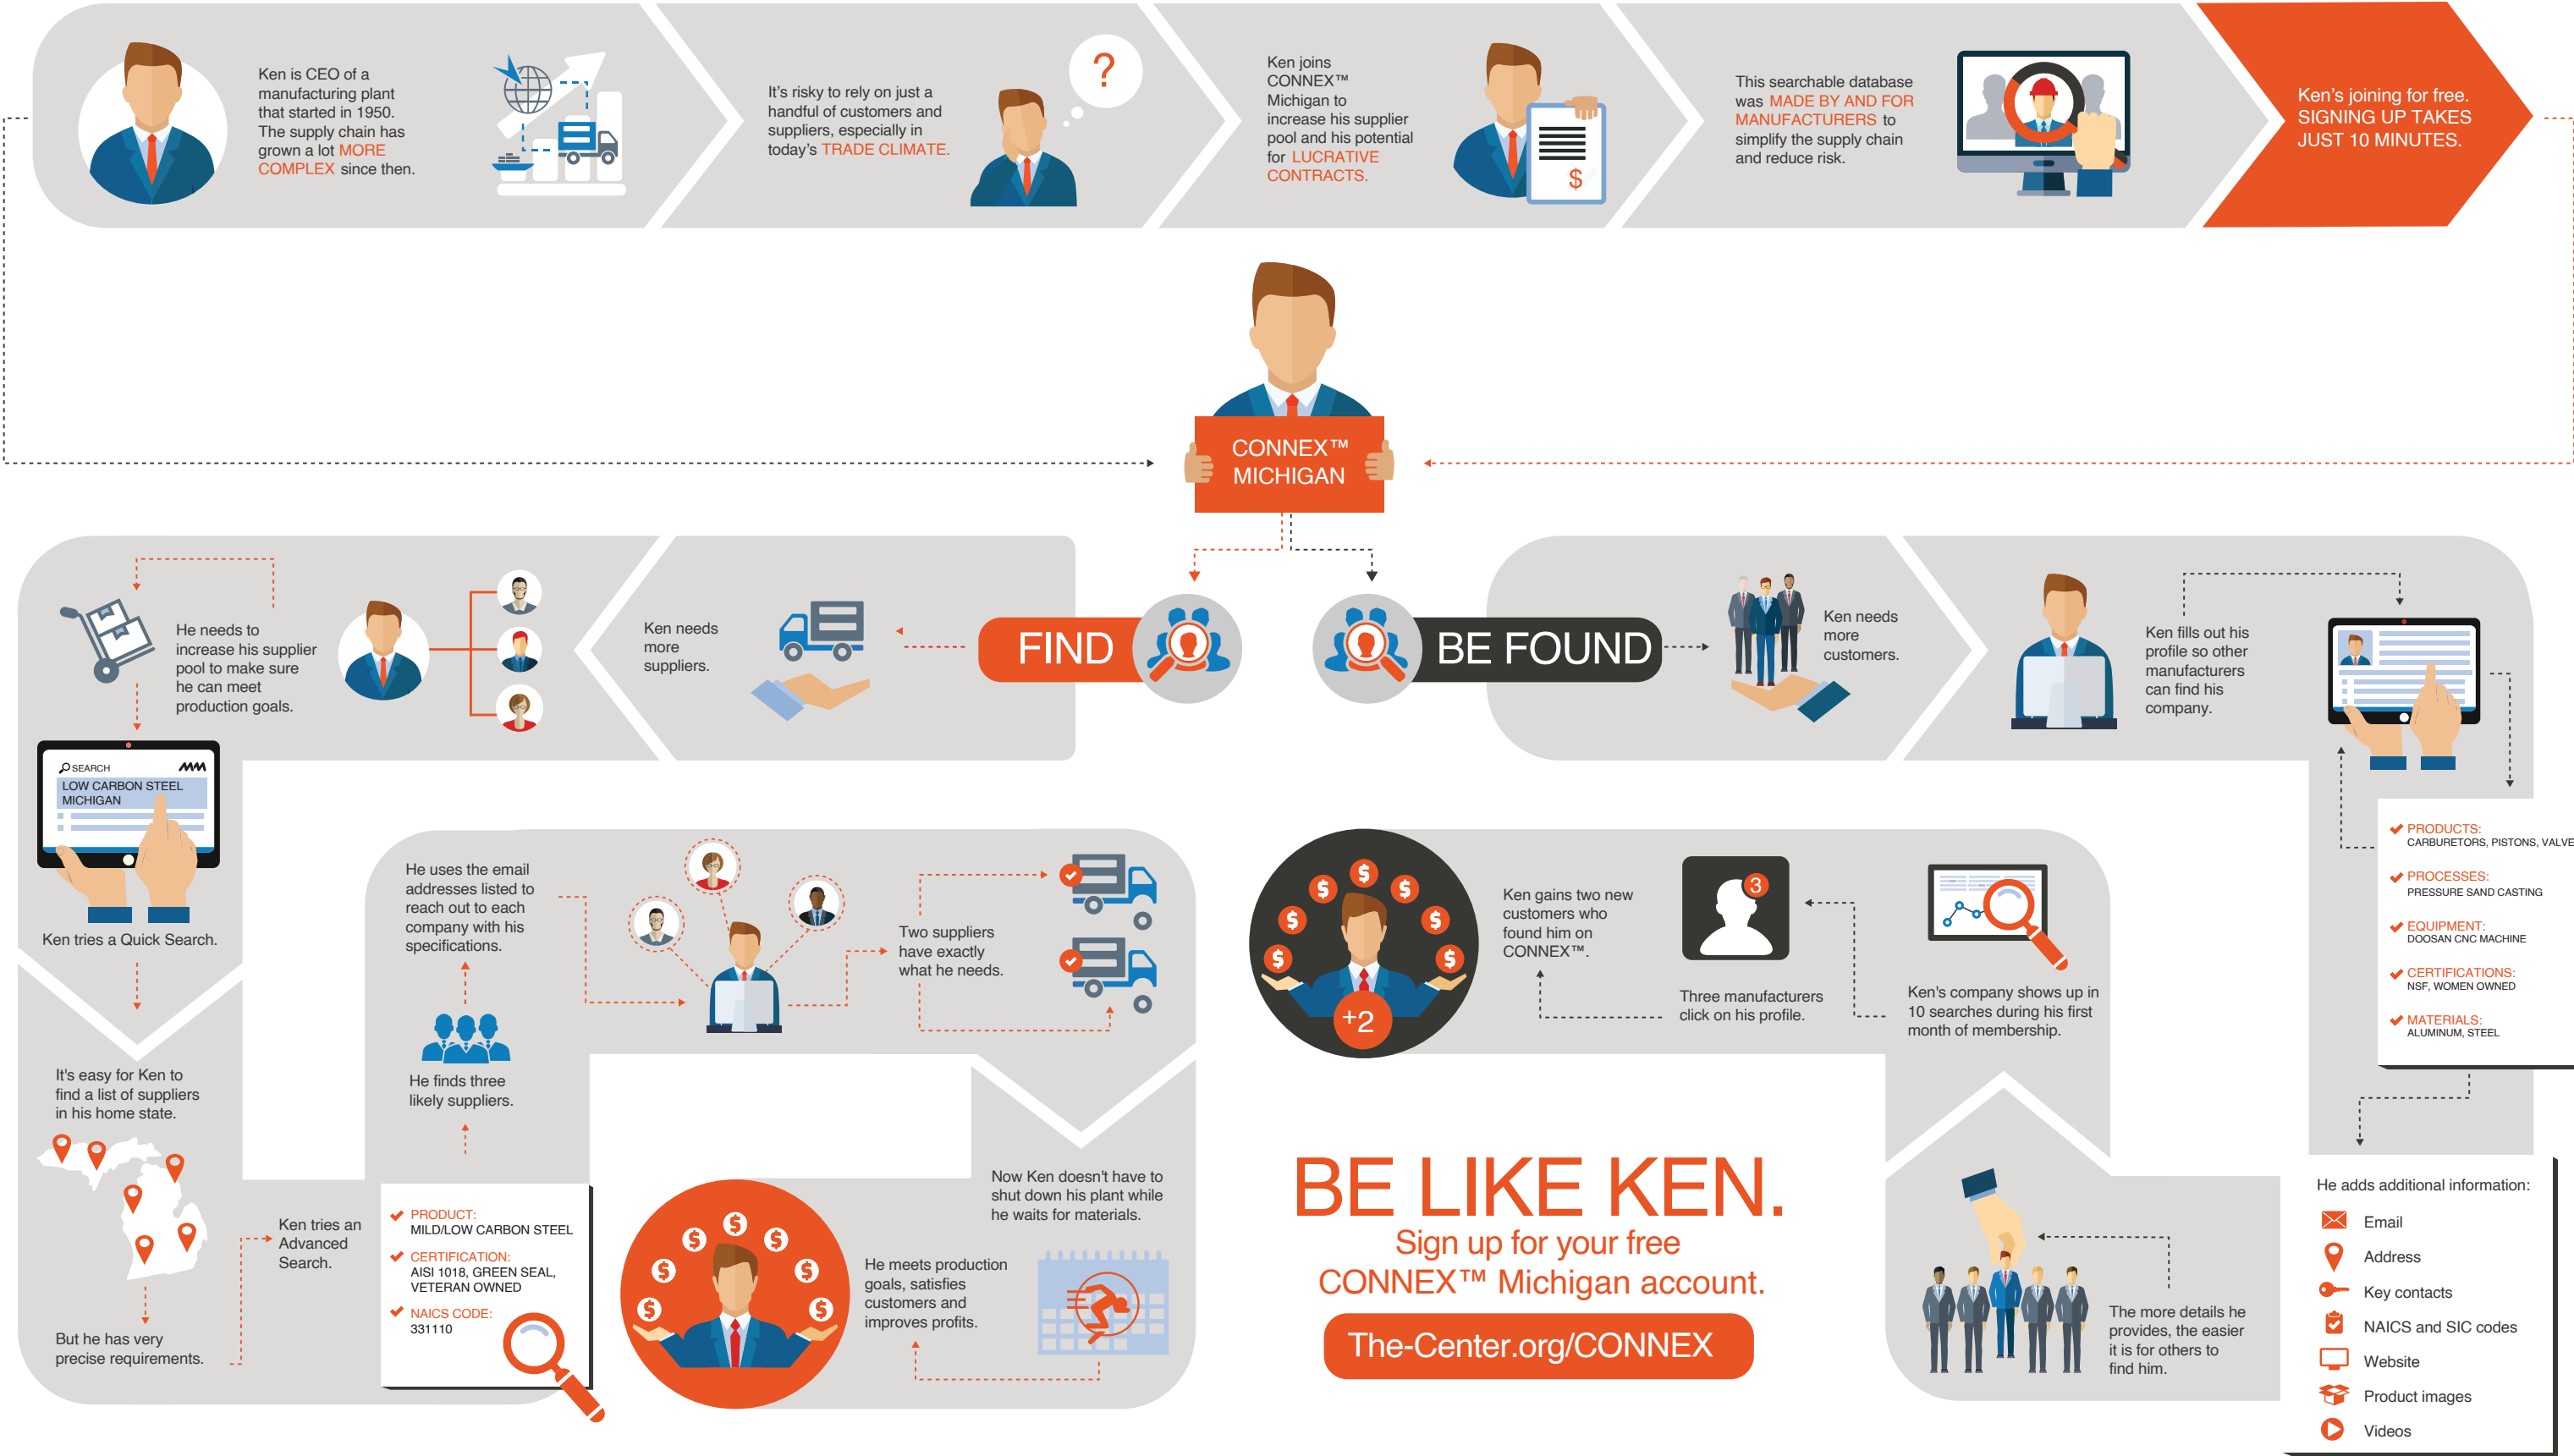 Ken is CEO of a
manufacturing plant
that started in 1950.
The supply chain has
grown a lot MORE
COMPLEX since then.
It's risky to rely on just a
handful of customers and
suppliers, especially in
today's TRADE CLIMATE.
?
Ken joins
CONNEX™
Michigan to
increase his supplier
pool and his potential
for LUCRATIVE
CONTRACTS.
$
This searchable database
was MADE BY AND FOR
MANUFACTURERS to
simplify the supply chain
and reduce risk.
Ken's joining for free.
SIGNING UP TAKES
JUST 10 MINUTES.
CONNEX™
MICHIGAN
FIND
Ken needs
more
suppliers.
He needs to
increase his supplier
pool to make sure
he can meet
production goals.
SEARCH
LOW CARBON STEEL
MICHIGAN
Ken tries a Quick Search.
It's easy for Ken to
find a list of suppliers
in his home state.
But he has very
precise requirements.
Ken tries an
Advanced
Search.
PRODUCT:
MILD/LOW CARBON STEEL
CERTIFICATION:
AISI 1018, GREEN SEAL,
VETERAN OWNED
NAICS CODE:
331110
He finds three
likely suppliers.
He uses the email
addresses listed to
reach out to each
company with his
specifications.
Two suppliers
have exactly
what he needs.
Now Ken doesn't have to
shut down his plant while
he waits for materials.
He meets production
goals, satisfies
customers and
improves profits.
$ $ $ $ $ $ $
BE FOUND
Ken needs
more
customers.
Ken fills out his
profile so other
manufacturers
can find his
company.
PRODUCTS:
CARBURETORS, PISTONS, VALVE
PROCESSES:
PRESSURE SAND CASTING
EQUIPMENT:
DOOSAN CNC MACHINE
CERTIFICATIONS:
NSF, WOMEN OWNED
MATERIALS:
ALUMINUM, STEEL
He adds additional information:
Email
Address
Key contacts
NAICS and SIC codes
Website
Product images
Videos
The more details he
provides, the easier
it is for others to
find him.
Ken's company shows up in
10 searches during his first
month of membership.
3
Three manufacturers
click on his profile.
Ken gains two new
customers who
found him on
CONNEX™.
$ $ $ $ $ $ $
+2
BE LIKE KEN.
Sign up for your free
CONNEX™ Michigan account.
The-Center.org/CONNEX